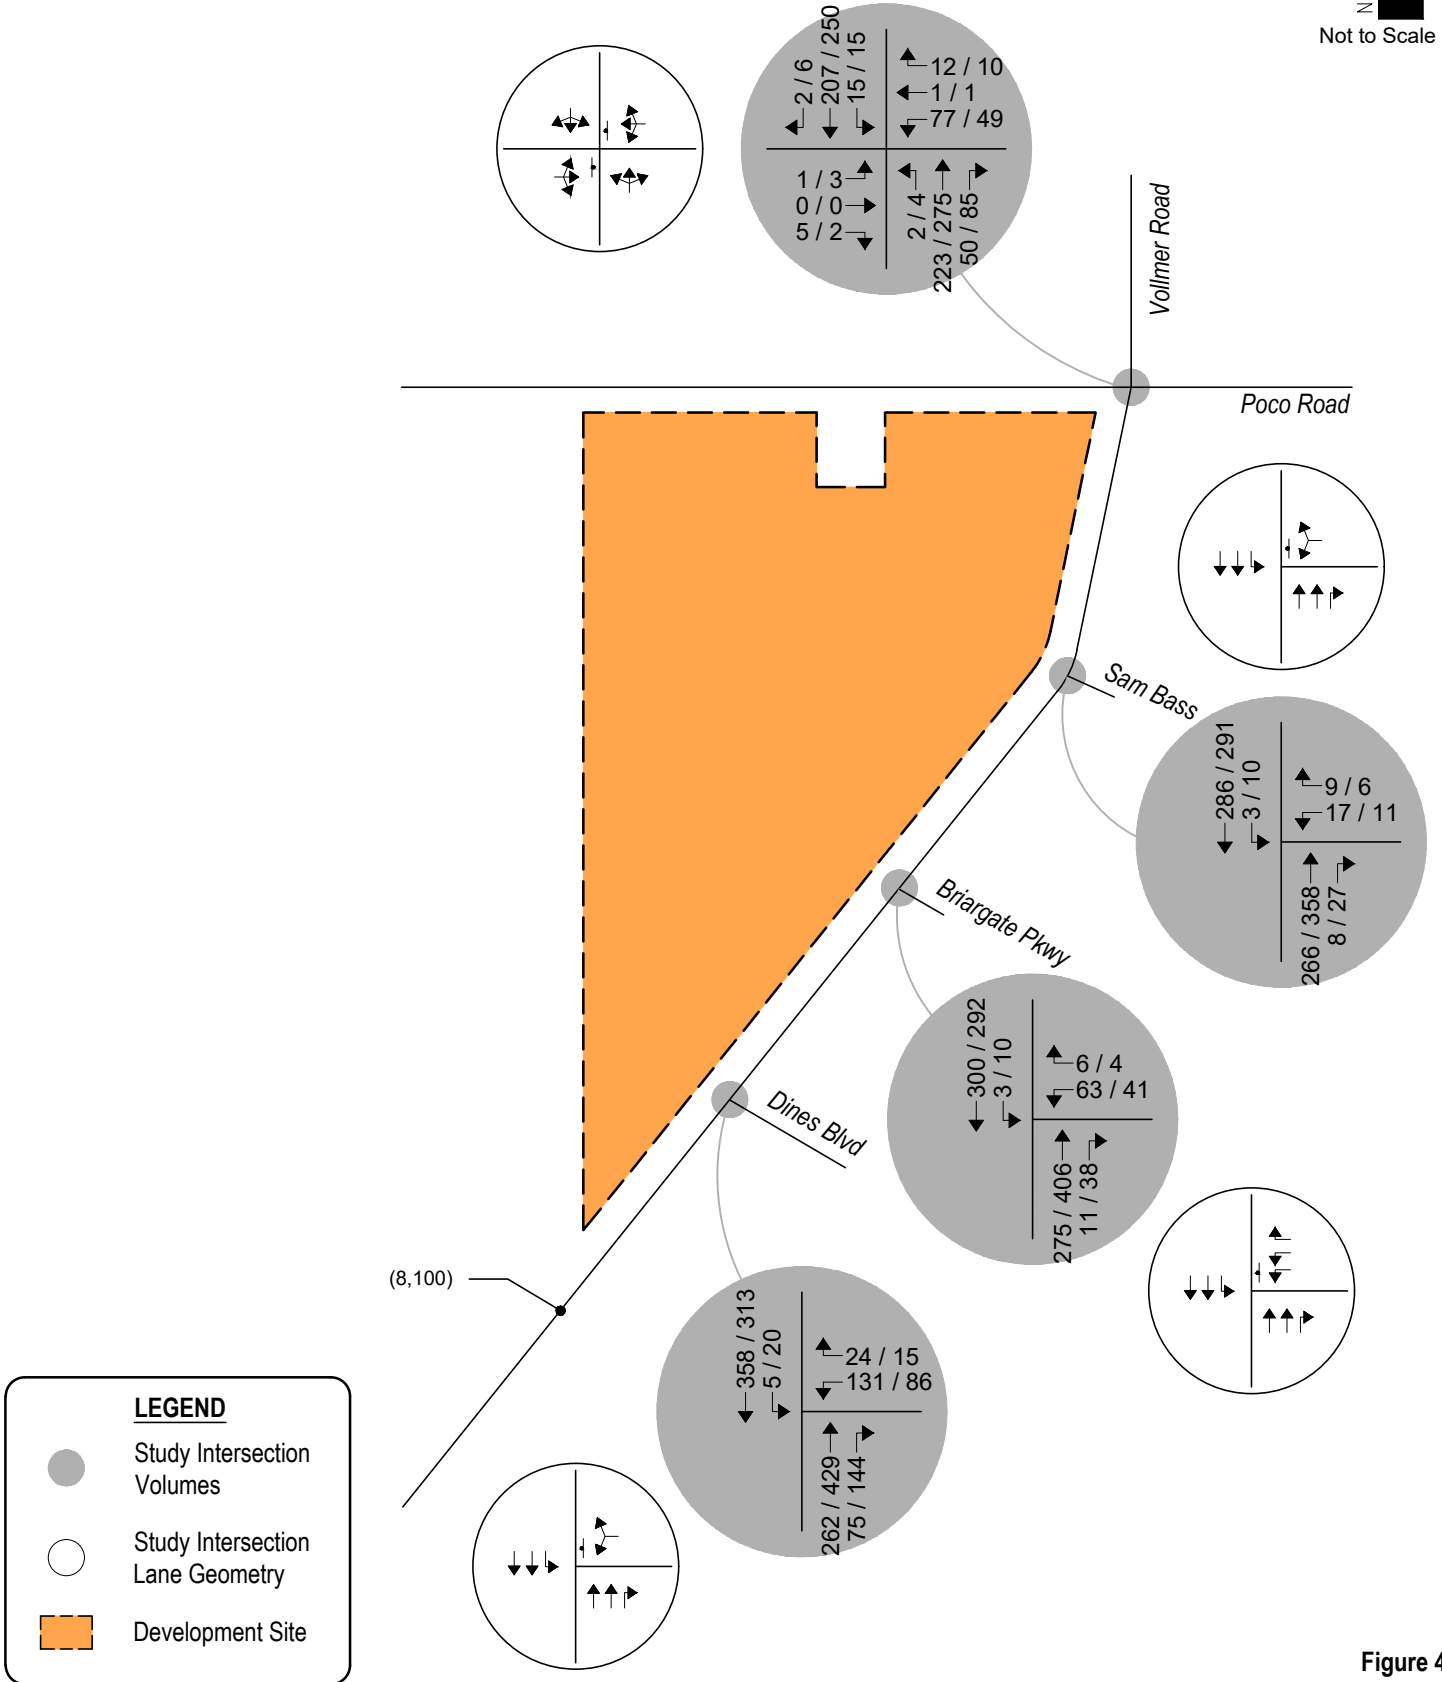 N
Not to Scale
2 / 6
207 / 250
15 / 15
12 / 10
1 / 1
77 / 49
1 / 3
0 / 0
5 / 2
2 / 4
223 / 275
50 / 85
Vollmer Road
Poco Road
Sam Bass
286 / 291
3 / 10
9 / 6
17 / 11
266 / 358
8 / 27
Briargate Pkwy
300 / 292
3 / 10
6 / 4
63 / 41
275 / 406
11 / 38
Dines Blvd
(8,100)
358 / 313
5 / 20
24 / 15
131 / 86
262 / 429
75 / 144
LEGEND
Study Intersection
Volumes
Study Intersection
Lane Geometry
Development Site
Figure 4